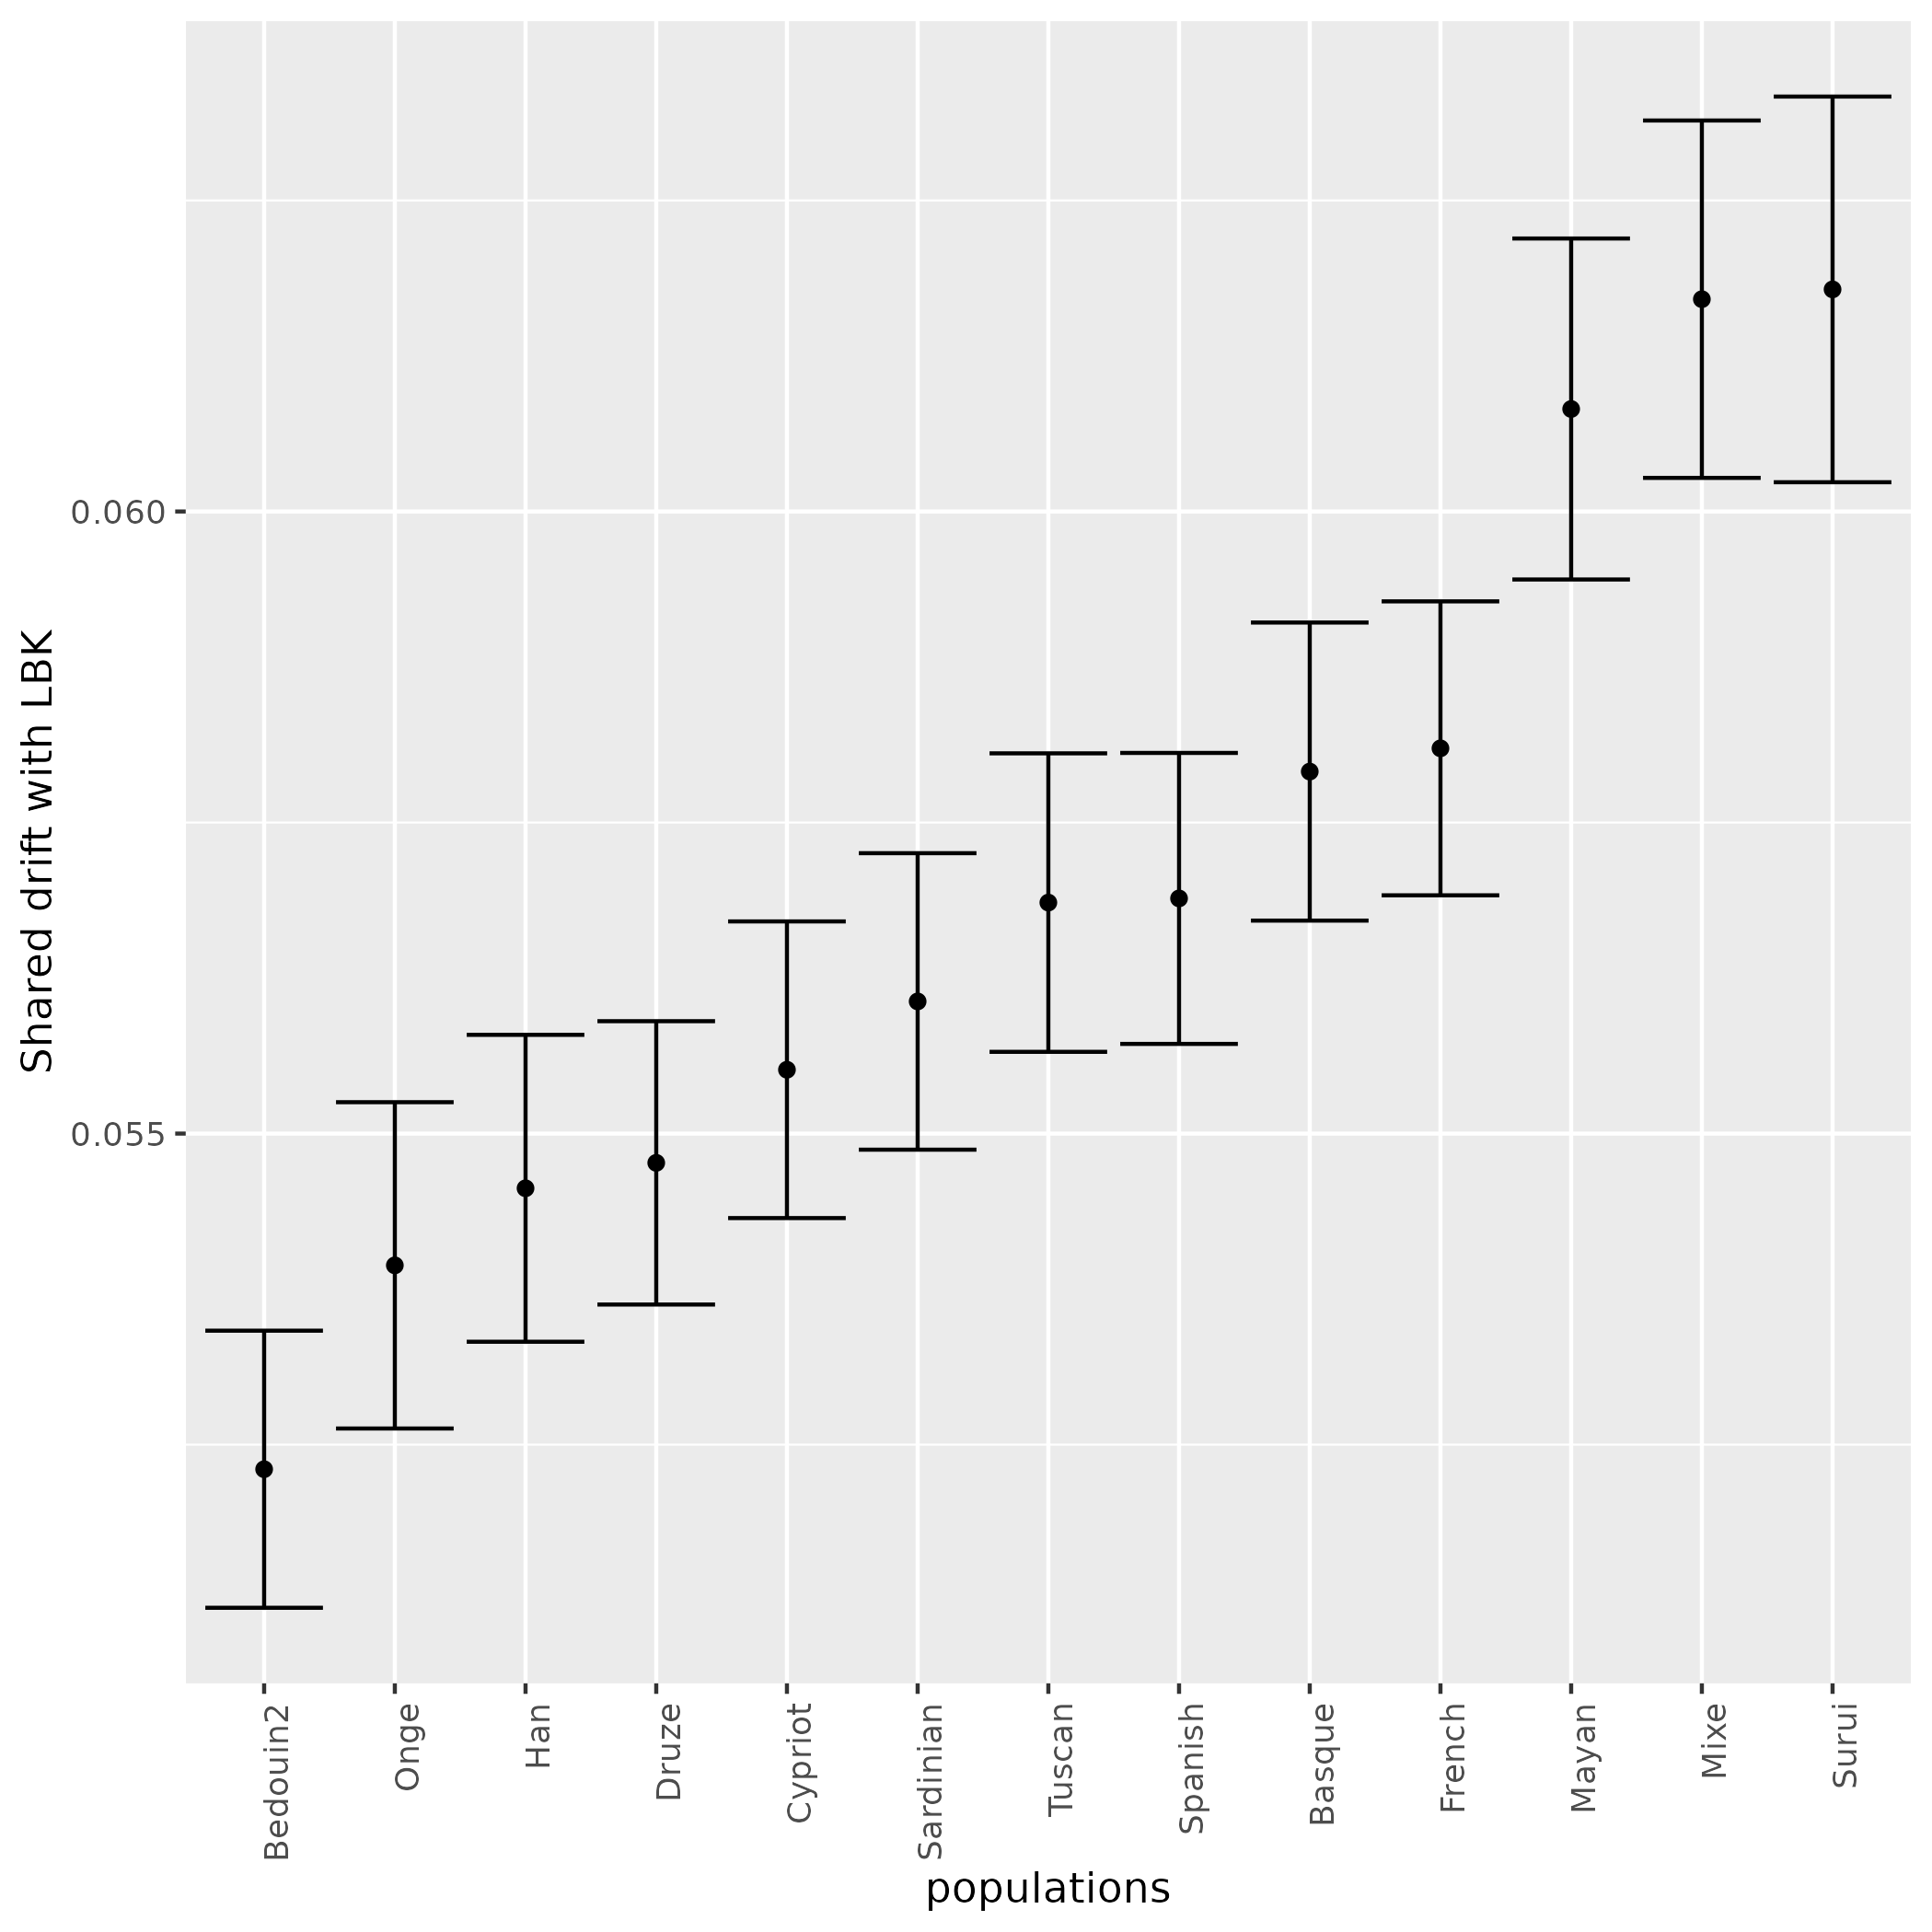 Shared drift with LBK
0.060
0.055
Bedouin2
Onge
Han
Druze
Cypriot
Sardinian
Tuscan
Spanish
Basque
French
Mayan
Mixe
Surui
populations